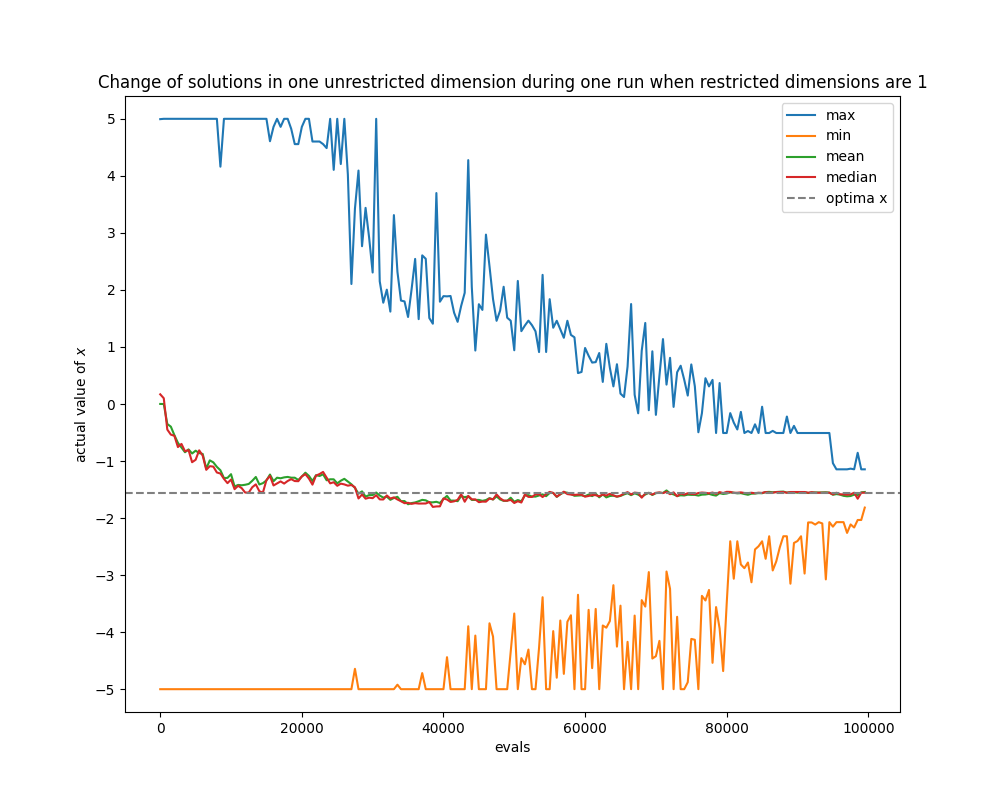 Change of solutions in one unrestricted dimension during one run when restricted dimensions are 1
max
min
mean
median
optima x
actual value of x
5
4
3
2
1
0
−1
−2
−3
−4
−5
0 20000 40000 60000 80000 100000
evals